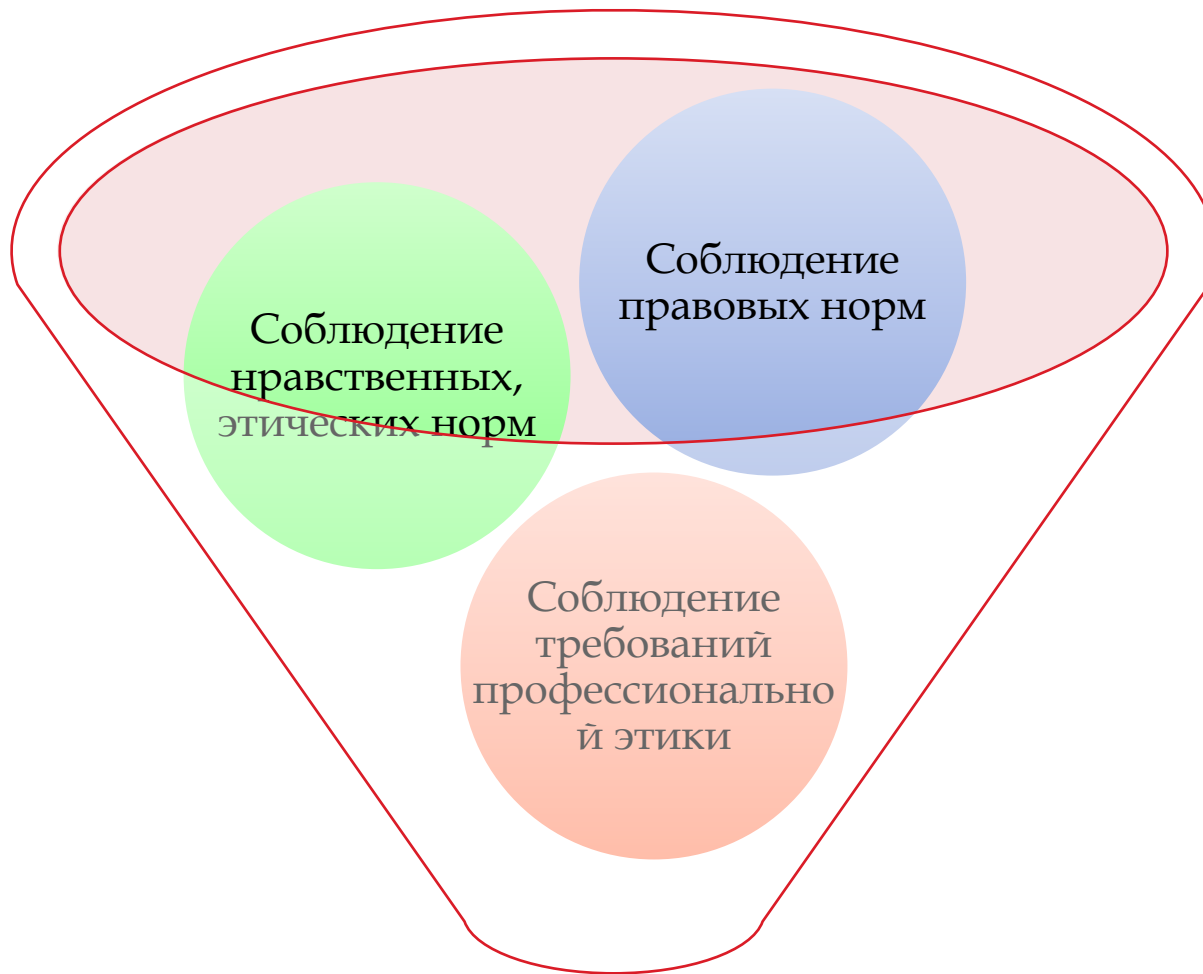 Соблюдение
правовых норм
Соблюдение
нравственных,
этических норм
Соблюдение
требований
профессионально
й этики